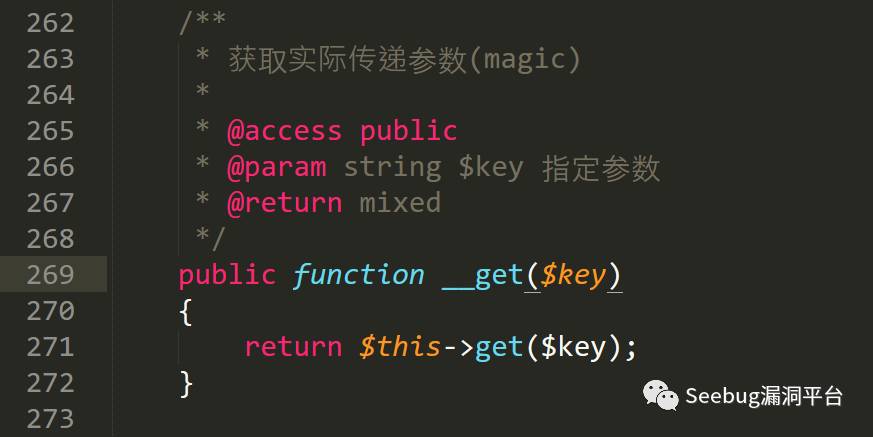 262 /**
263 * 获取实际传遞参数(magic)
264 *
265 * @access public
266 * @param string $key 指定参数
267 * @return mixed
268 */
269 public function __get($key)
270 {
271 return $this->get($key);
272 }
273
Seebug漏洞平台